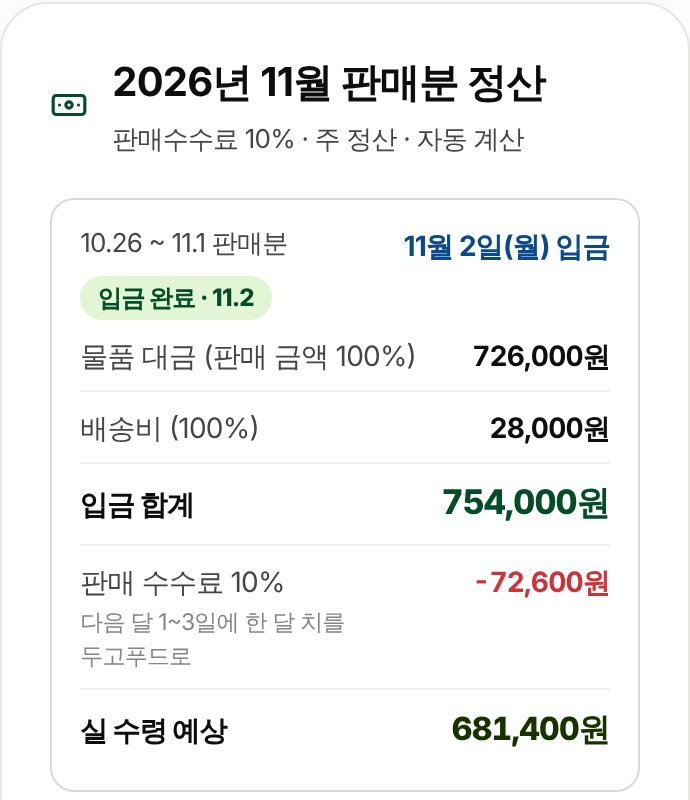 2026년 11월 판매분 정산
판매수수료 10% · 주 정산 · 자동 계산
10.26 ~ 11.1 판매분
11월 2일(월) 입금
입금 완료 · 11.2
물품 대금 (판매 금액 100%)
726,000원
배송비 (100%)
28,000원
입금 합계
754,000원
판매 수수료 10%
-72,600원
다음 달 1~3일에 한 달 치를
두고푸드로
실 수령 예상
681,400원